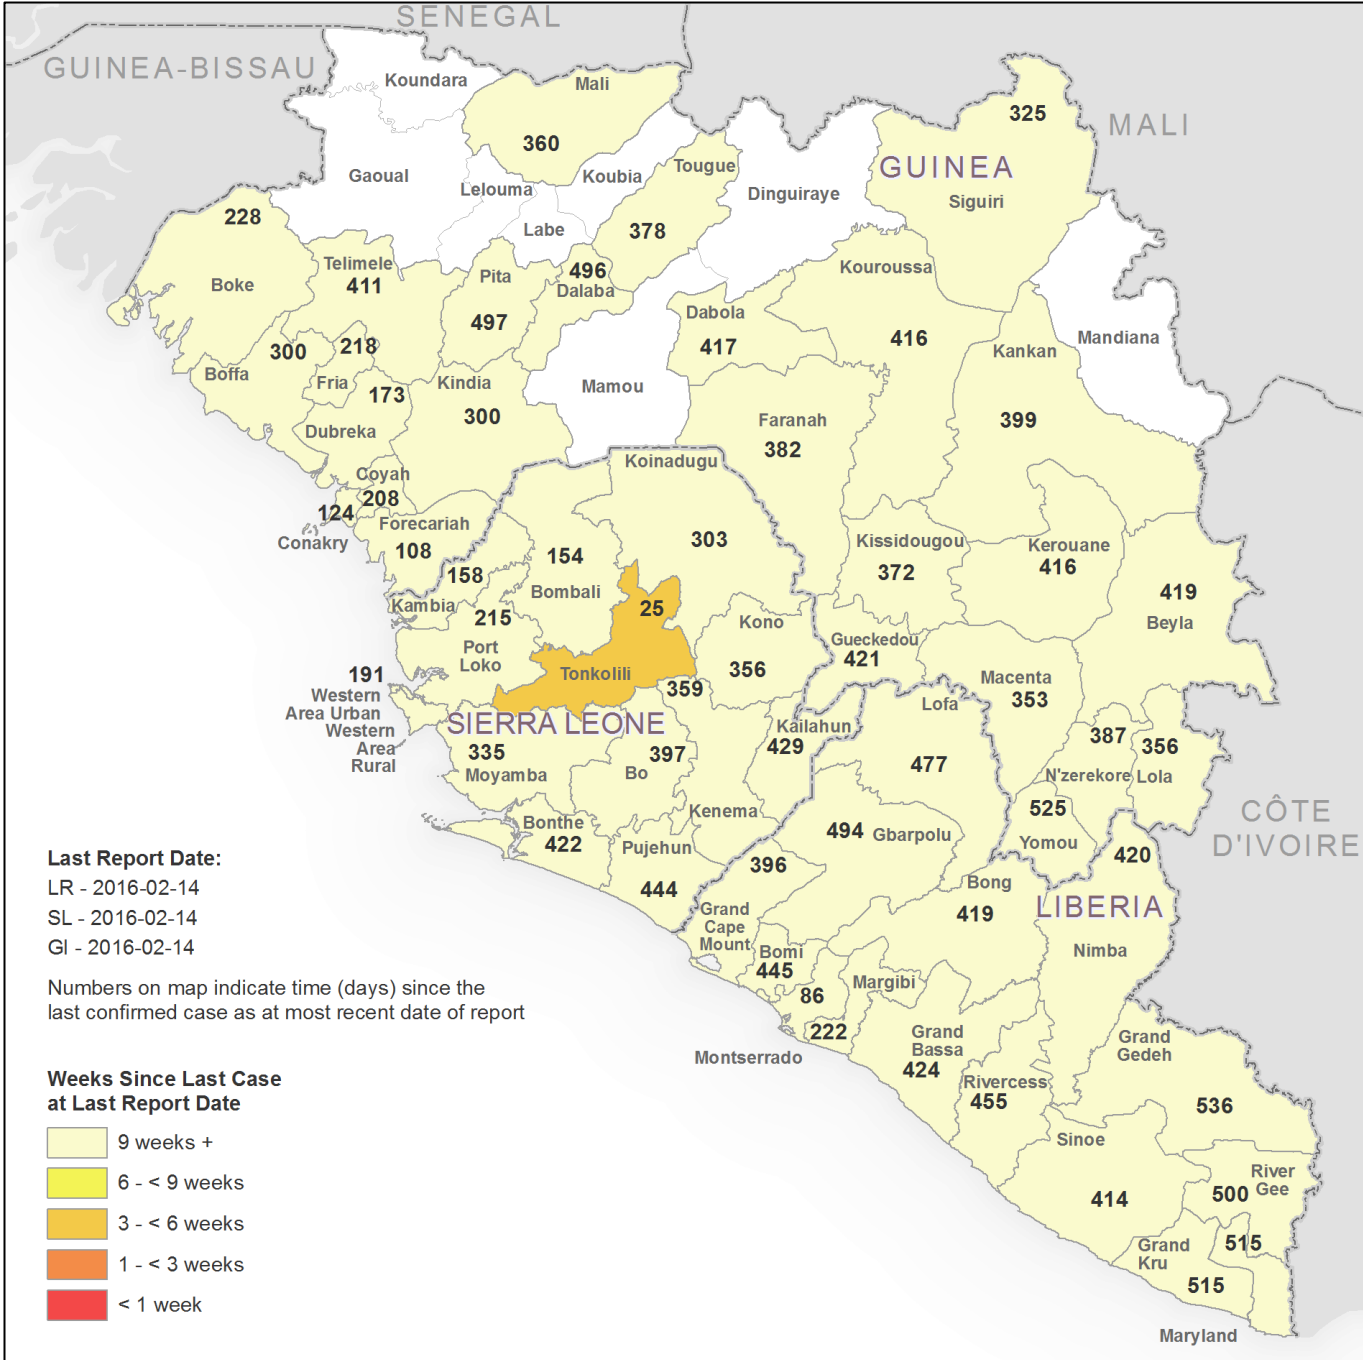 SENEGAL
GUINEA-BISSAU
Koundara
Mali
325
MALI
360
Tougue
GUINEA
Gaoual
Lelouma
Koubia
Dinguiraye
Siguiri
228
Labe
378
Telimele
411
Pita
496
Dalaba
Kouroussa
Boke
497
Dabola
417
416
Mandiana
300
218
Kankan
Boffa
Fria
173
Kindia
300
Mamou
399
Dubreka
Faranah
382
Coyah
208
Koinadugu
124
Conakry
Forecariah
108
303
154
Kissidougou
372
Kerouane
416
158
Bombali
419
Beyla
Kambia
215
25
Kono
Gueckedou
421
Port
Loko
Tonkolili
356
Macenta
353
191
Western
Area Urban
Western
Area
Rural
359
Lofa
SIERRA LEONE
Kailahun
429
387
356
335
Moyamba
397
Bo
477
N'zerekore
Lola
Kenema
525
Yomou
CÔTE
D'IVOIRE
Bonthe
422
Pujehun
494
Gbarpolu
420
396
444
Bong
419
LIBERIA
Grand
Cape
Mount
Nimba
Bomi
445
Margibi
86
222
Montserrado
Grand
Bassa
424
Grand
Gedeh
Rivercess
455
536
Sinoe
River
Gee
500
414
Grand
Kru
515
515
Maryland
Last Report Date:
LR - 2016-02-14
SL - 2016-02-14
GI - 2016-02-14
Numbers on map indicate time (days) since the
last confirmed case as at most recent date of report
Weeks Since Last Case
at Last Report Date
9 weeks +
6 - < 9 weeks
3 - < 6 weeks
1 - < 3 weeks
< 1 week